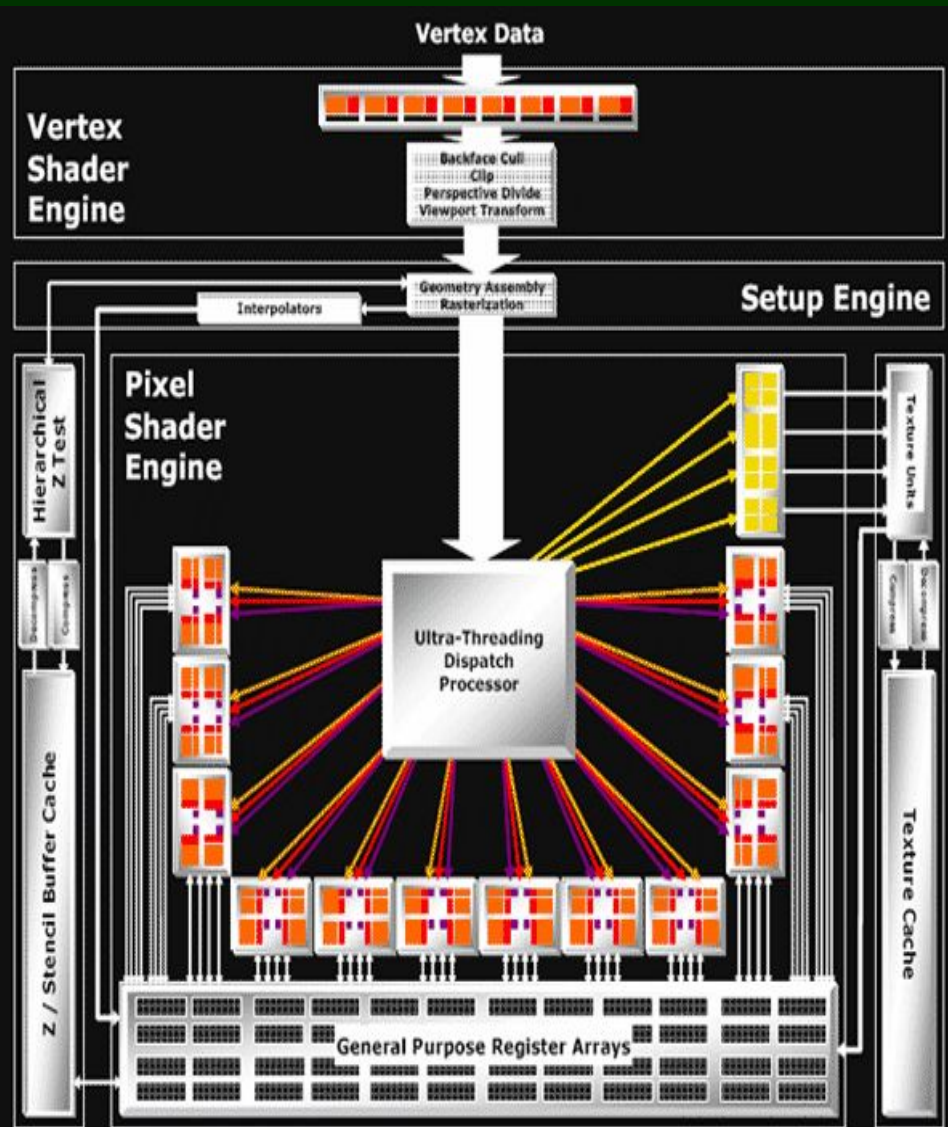 Vertex Data
Vertex
Shader
Engine
Backface Cull
Clip
Perspective Divide
Viewport Transform
Geometry Assembly
Rasterization
Setup Engine
Interpolators
Hierarchical
Z Test
Pixel
Shader
Engine
Texture Units
Decompress
Compress
Compress
Decompress
Ultra-Threading
Dispatch
Processor
Z / Stencil Buffer Cache
Texture Cache
General Purpose Register Arrays